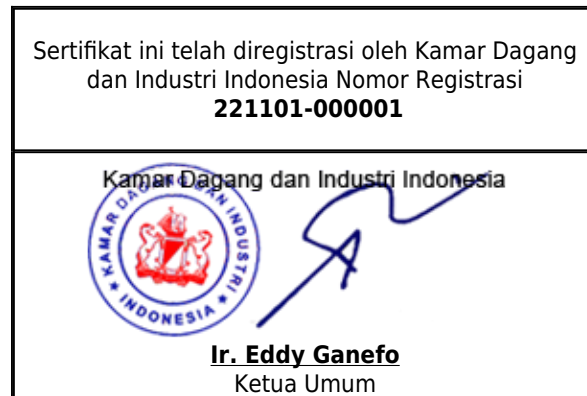 Sertifikat ini telah diregistrasi oleh Kamar Dagang
dan Industri Indonesia Nomor Registrasi
221101-000001
Kamar Dagang dan Industri Indonesia
KAMAR DAGANG DAN INDUSTRI
INDONESIA
Ir. Eddy Ganefo
Ketua Umum